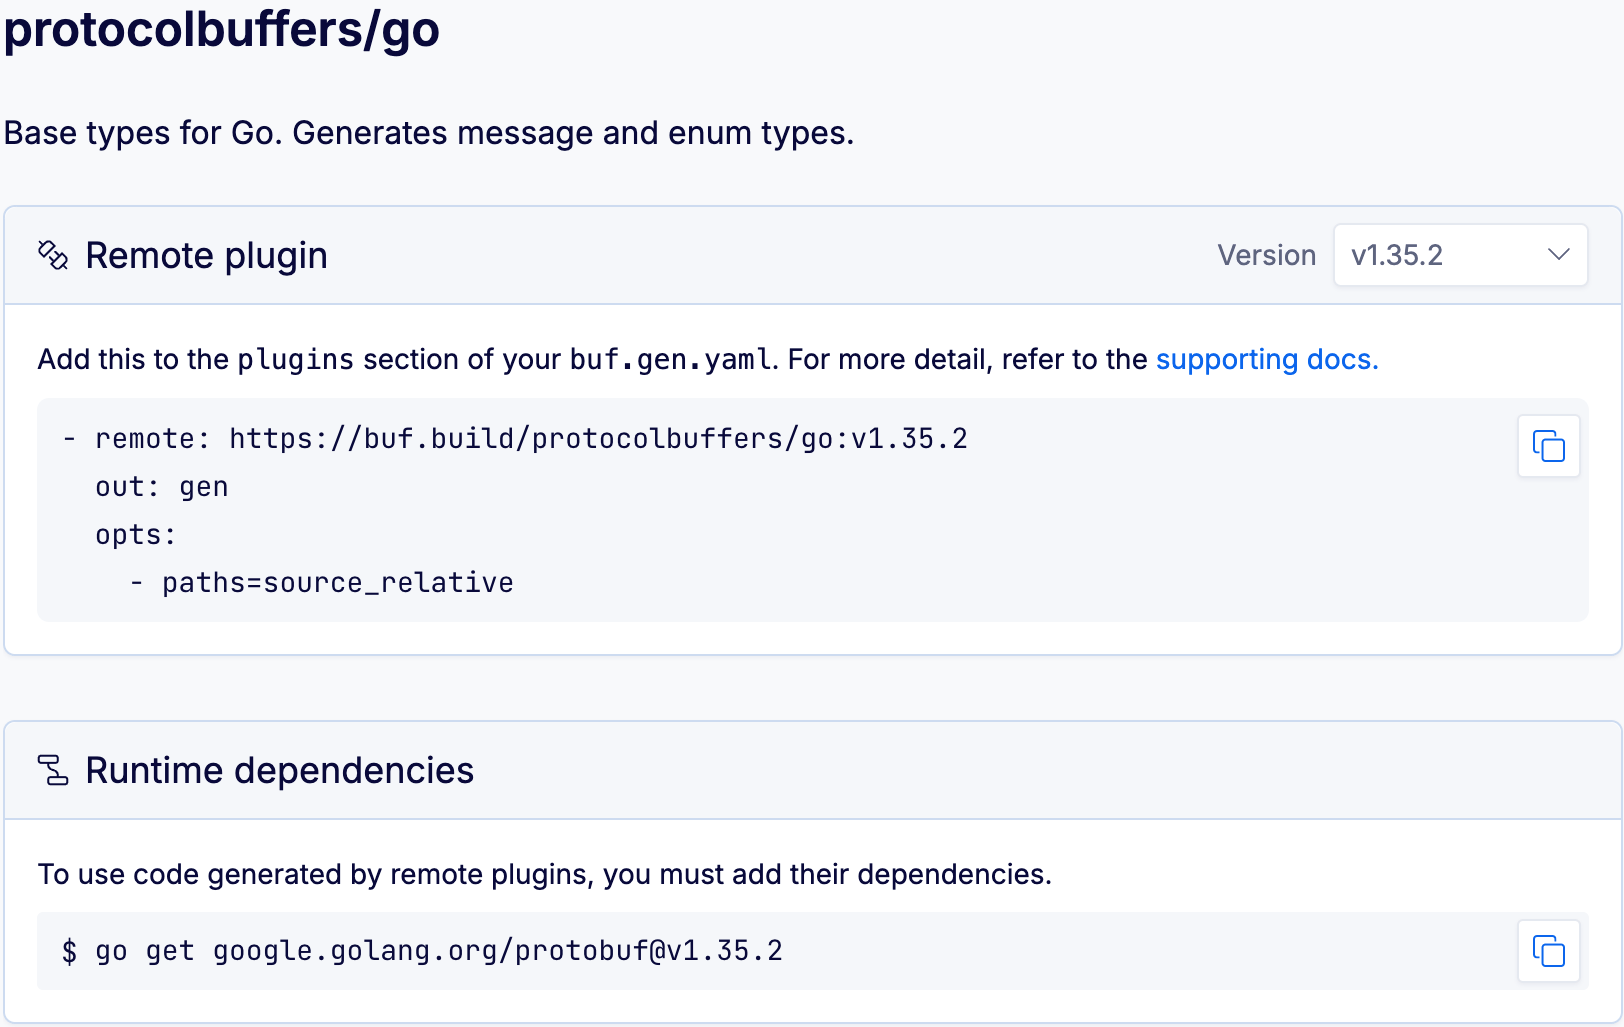 protocolbuffers/go
Base types for Go. Generates message and enum types.
Remote plugin
Version v1.35.2
Add this to the plugins section of your buf.gen.yaml. For more detail, refer to the supporting docs.
- remote: https://buf.build/protocolbuffers/go:v1.35.2
  out: gen
  opts:
    - paths=source_relative
Runtime dependencies
To use code generated by remote plugins, you must add their dependencies.
$ go get google.golang.org/protobuf@v1.35.2